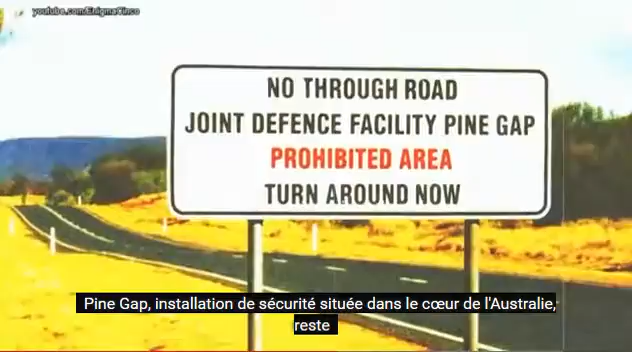 youtube.com/EnigmaCinco
NO THROUGH ROAD
JOINT DEFENCE FACILITY PINE GAP
PROHIBITED AREA
TURN AROUND NOW
Pine Gap, installation de sécurité située dans le cœur de l'Australie,
reste